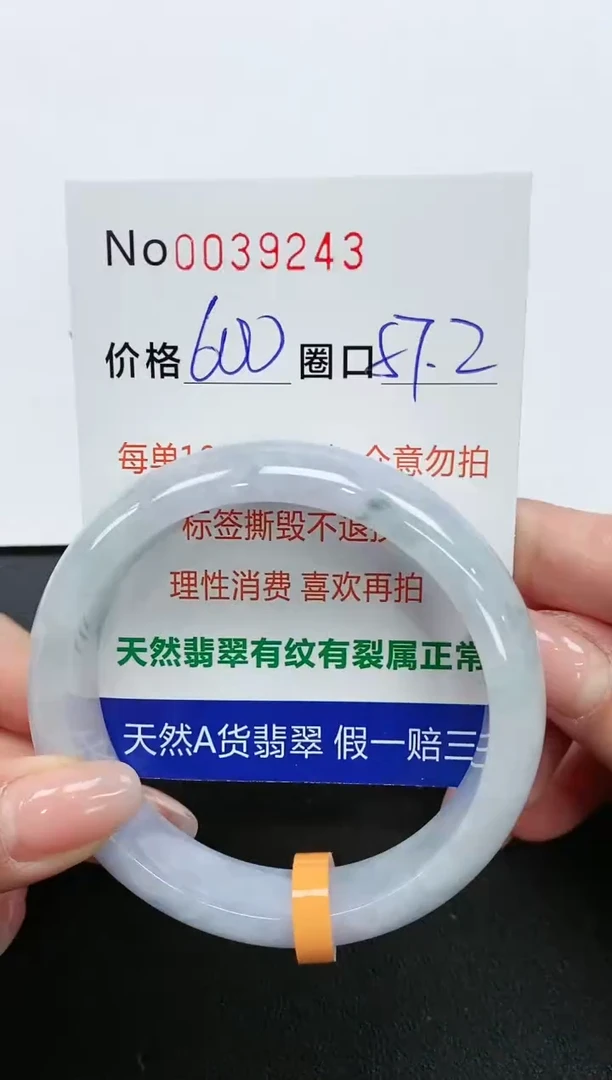 No0039243
价格600 圈口57.2
每单1 意勿拍
标签撕毁不退
理性消费 喜欢再拍
天然翡翠有纹有裂属正常
天然A货翡翠 假一赔三